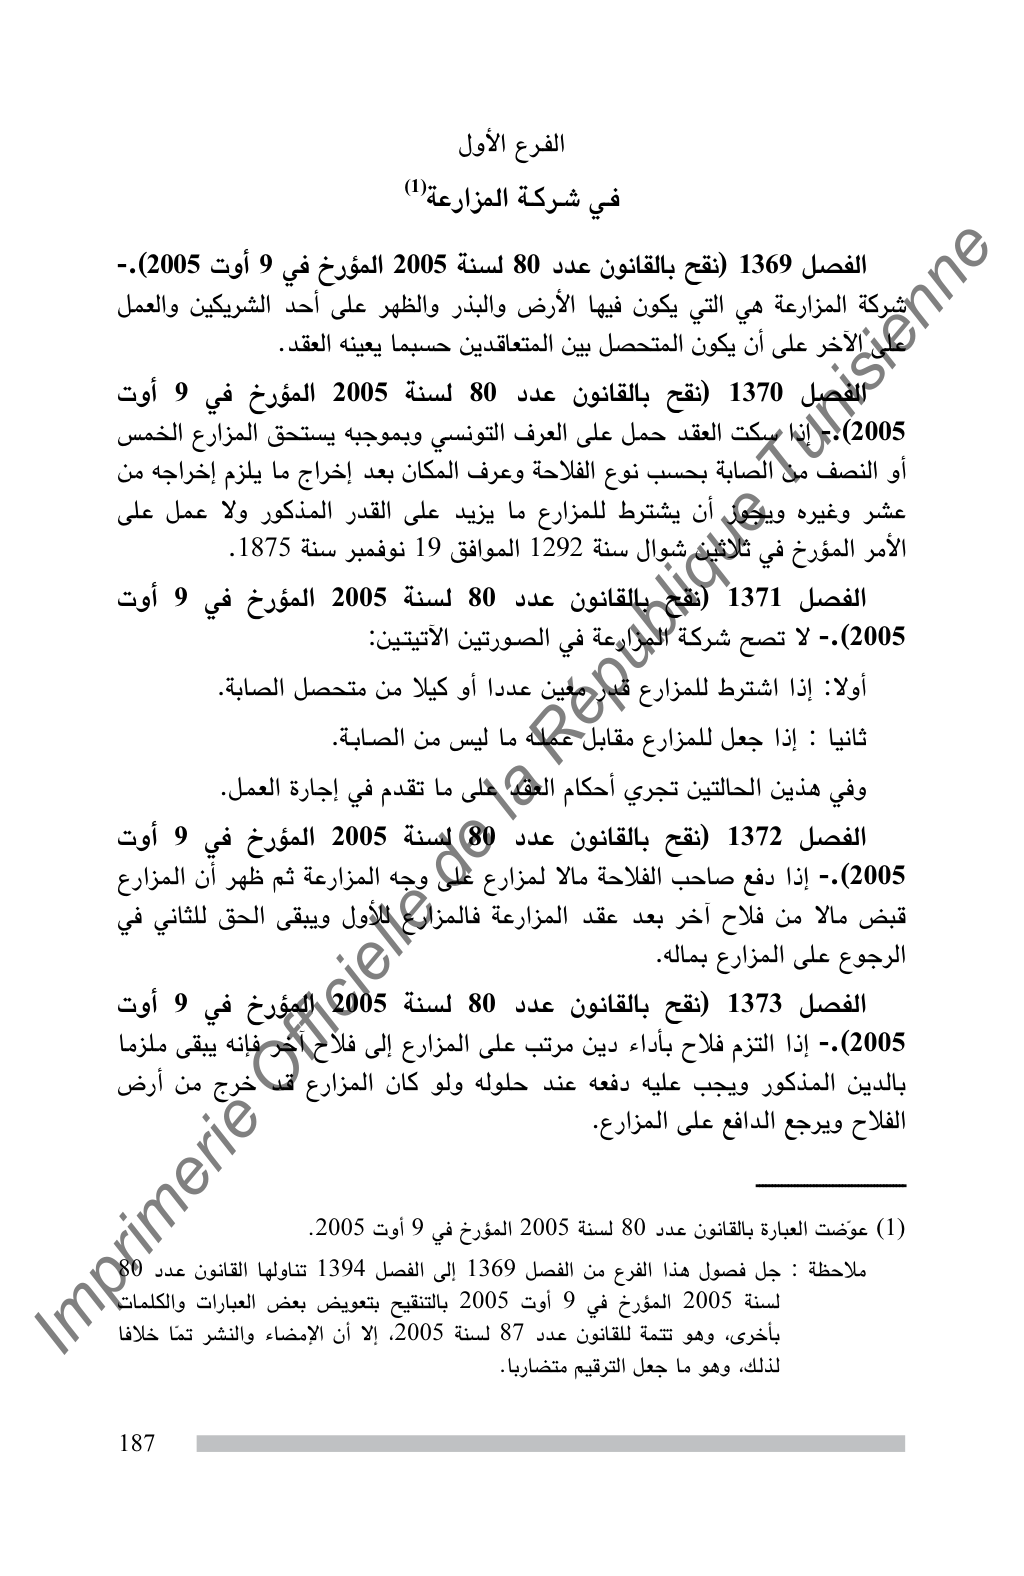 الفرع الأول
في شركة المزارعة(1)
الفصل 1369 (نقح بالقانون عدد 80 لسنة 2005 المؤرخ في 9 أوت 2005).-
شركة المزارعة هي التي يكون فيها الأرض والبذر والظهر على أحد الشريكين والعمل
على الآخر على أن يكون المتحصل بين المتعاقدين حسبما يعينه العقد.
الفصل 1370 (نقح بالقانون عدد 80 لسنة 2005 المؤرخ في 9 أوت
2005).- إذا سكت العقد حمل على العرف التونسي وبموجبه يستحق المزارع الخمس
أو النصف من الصابة بحسب نوع الفلاحة وعرف المكان بعد إخراج ما يلزم إخراجه من
عشر وغيره ويجوز أن يشترط للمزارع ما يزيد على القدر المذكور ولا عمل على
الأمر المؤرخ في ثلاثين شوال سنة 1292 الموافق 19 نوفمبر سنة 1875.
الفصل 1371 (نقح بالقانون عدد 80 لسنة 2005 المؤرخ في 9 أوت
2005).- لا تصح شركة المزارعة في الصورتين الآتيتين:
أولا: إذا اشترط للمزارع قدر معين عددا أو كيلا من متحصل الصابة.
ثانيا : إذا جعل للمزارع مقابل عمله ما ليس من الصابة.
وفي هذين الحالتين تجري أحكام العقد على ما تقدم في إجارة العمل.
الفصل 1372 (نقح بالقانون عدد 80 لسنة 2005 المؤرخ في 9 أوت
2005).- إذا دفع صاحب الفلاحة مالا لمزارع على وجه المزارعة ثم ظهر أن المزارع
قبض مالا من فلاح آخر بعد عقد المزارعة فالمزارع للأول ويبقى الحق للثاني في
الرجوع على المزارع بماله.
الفصل 1373 (نقح بالقانون عدد 80 لسنة 2005 المؤرخ في 9 أوت
2005).- إذا التزم فلاح بأداء دين مرتب على المزارع إلى فلاح آخر فإنه يبقى ملزما
بالدين المذكور ويجب عليه دفعه عند حلوله ولو كان المزارع قد خرج من أرض
الفلاح ويرجع الدافع على المزارع.
(1) عوّضت العبارة بالقانون عدد 80 لسنة 2005 المؤرخ في 9 أوت 2005.
ملاحظة : جل فصول هذا الفرع من الفصل 1369 إلى الفصل 1394 تناولها القانون عدد 80
لسنة 2005 المؤرخ في 9 أوت 2005 بالتنقيح بتعويض بعض العبارات والكلمات
بأخرى، وهو تتمة للقانون عدد 87 لسنة 2005، إلا أن الإمضاء والنشر تمّا خلافا
لذلك، وهو ما جعل الترقيم متضاربا.
187
Imprimerie Officielle de la République Tunisienne